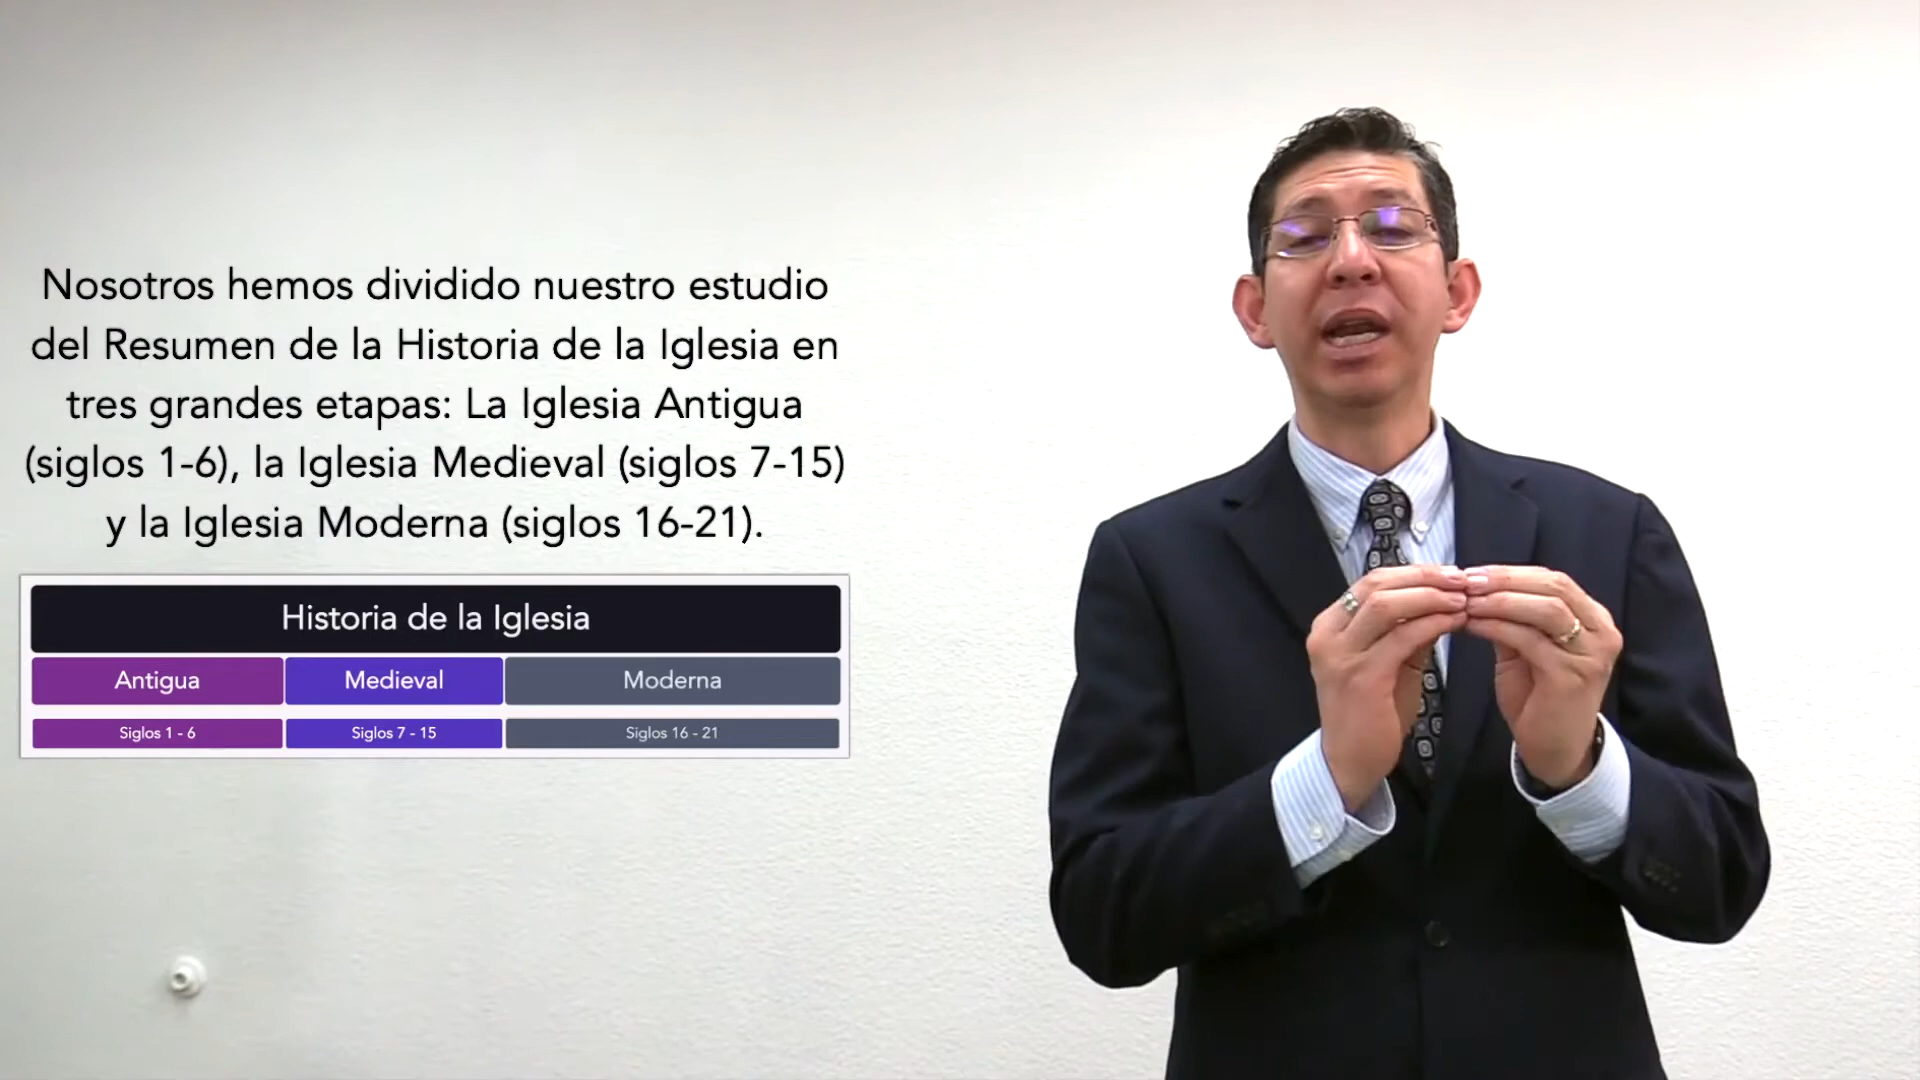 Nosotros hemos dividido nuestro estudio
del Resumen de la Historia de la Iglesia en
tres grandes etapas: La Iglesia Antigua
(siglos 1-6), la Iglesia Medieval (siglos 7-15)
y la Iglesia Moderna (siglos 16-21).
Historia de la Iglesia
Antigua Medieval Moderna
Siglos 1 - 6 Siglos 7 - 15 Siglos 16 - 21